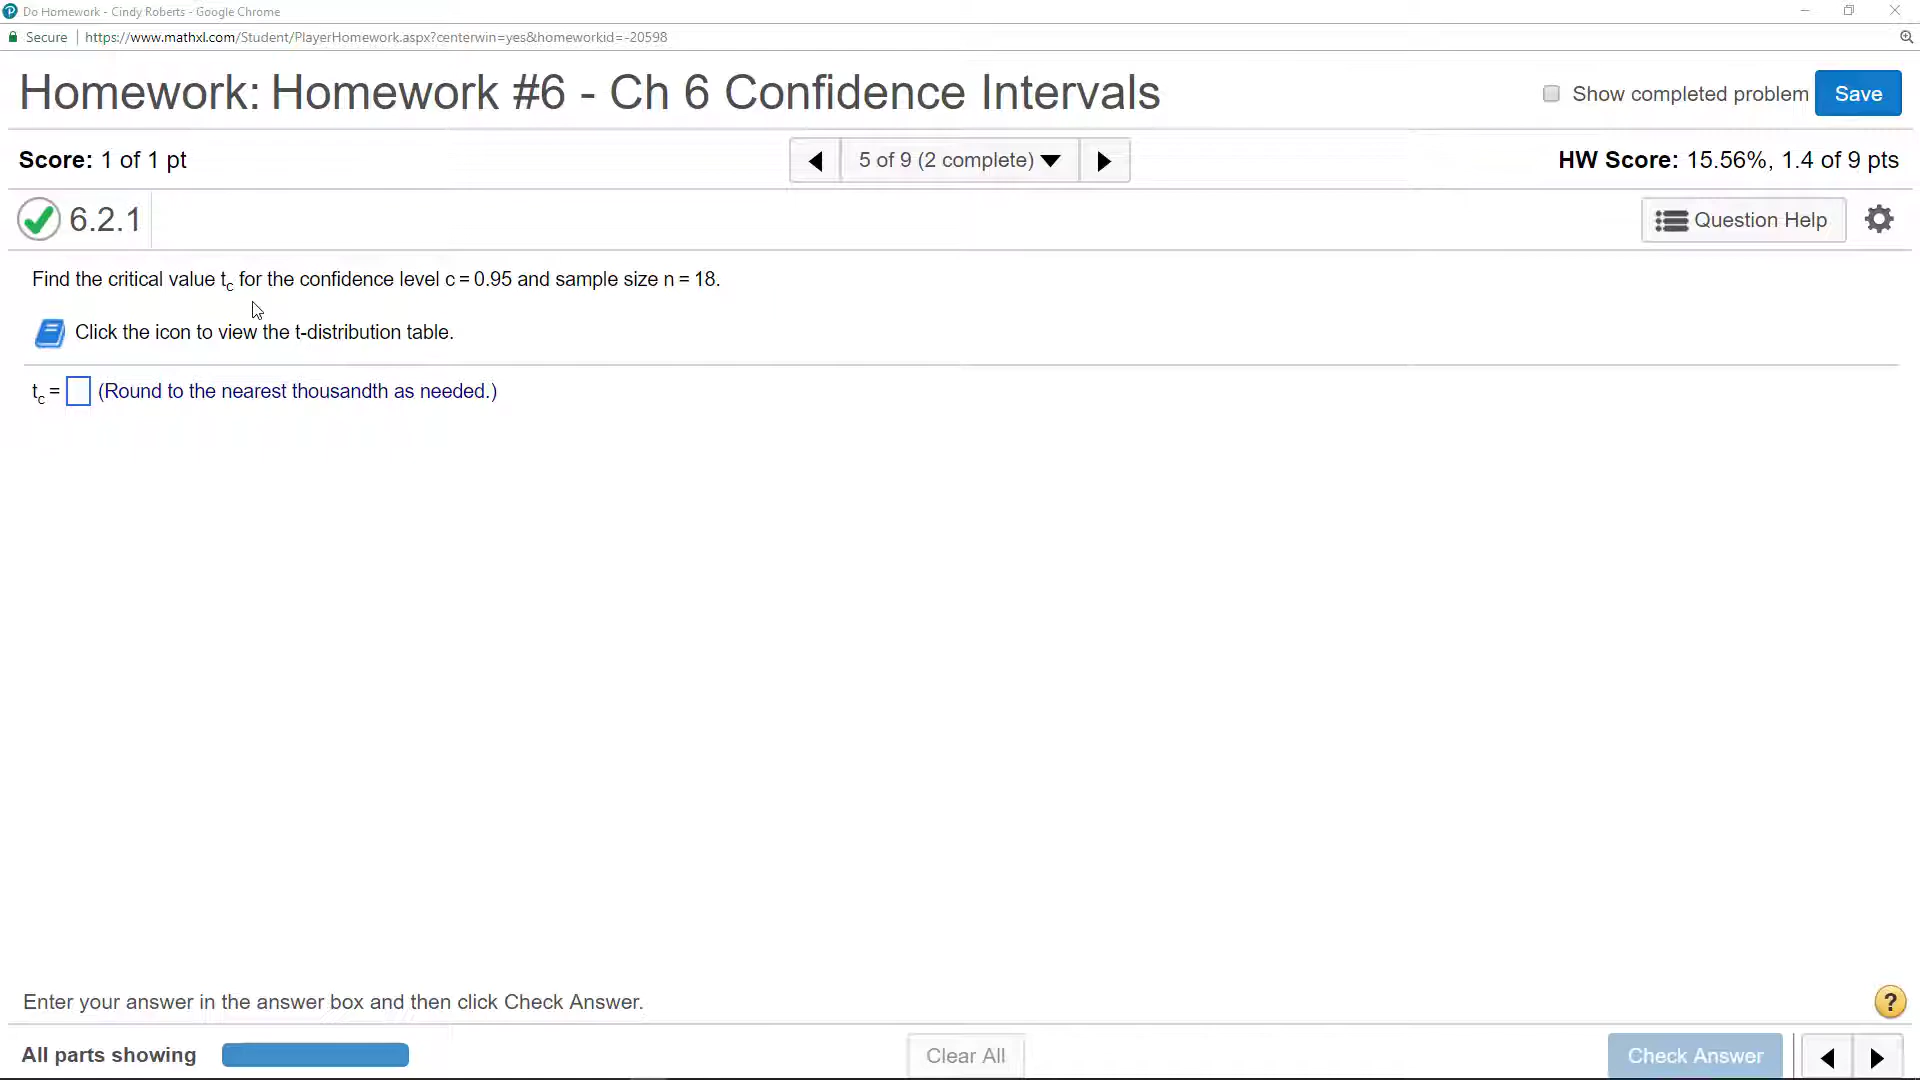 Do Homework - Cindy Roberts - Google Chrome
Secure | https://www.mathxl.com/Student/PlayerHomework.aspx?centerwin=yes&homeworkid=-20598
Homework: Homework #6 - Ch 6 Confidence Intervals
Show completed problem Save
Score: 1 of 1 pt
5 of 9 (2 complete)
HW Score: 15.56%, 1.4 of 9 pts
6.2.1
Question Help
Find the critical value tc for the confidence level c = 0.95 and sample size n = 18.
Click the icon to view the t-distribution table.
tc = (Round to the nearest thousandth as needed.)
Enter your answer in the answer box and then click Check Answer.
?
All parts showing
Clear All
Check Answer